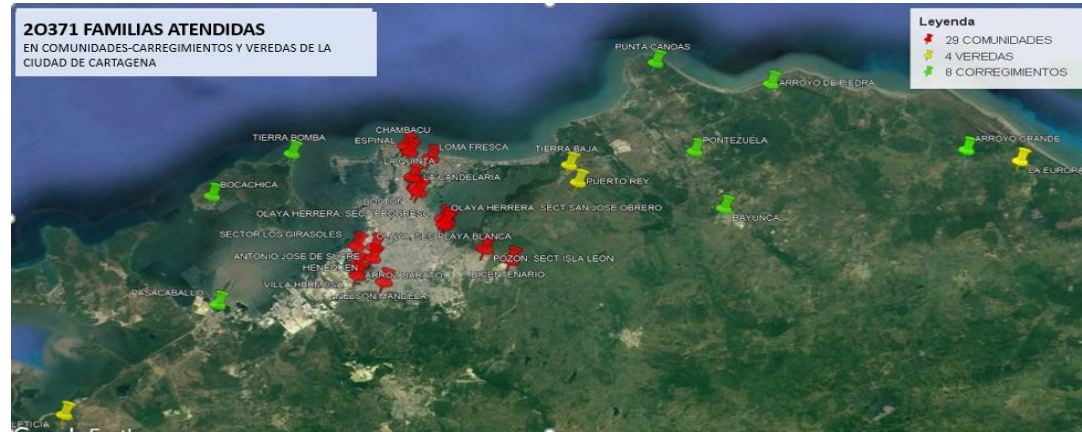 2O371 FAMILIAS ATENDIDAS
EN COMUNIDADES-CARREGIMIENTOS Y VEREDAS DE LA
CIUDAD DE CARTAGENA
Leyenda
29 COMUNIDADES
4 VEREDAS
8 CORREGIMIENTOS
PUNTA CANOAS
ARROYO DE PIEDRA
TIERRA BOMBA
CHAMBACU
ESPINAL
LOMA FRESCA
TIERRA BAJA
PONTEZUELA
ARROYO GRANDE
LA QUINTA
LA EUROPA
LA CANDELARIA
PUERTO REY
BOCACHICA
BOSTON
OLAYA HERRERA. SECT PROGRESO
OLAYA HERRERA. SECT SAN JOSE OBRERO
BAYUNCA
SECTOR LOS GIRASOLES
OLAYA, SEC PLAYA BLANCA
ANTONIO JOSE DE SUCRE
POZON. SECT ISLA LEON
HENEQUEN
ARROZ BARATO
BICENTENARIO
VILLA HERMOSA
PASACABALLO
NELSON MANDELA
LETICIA